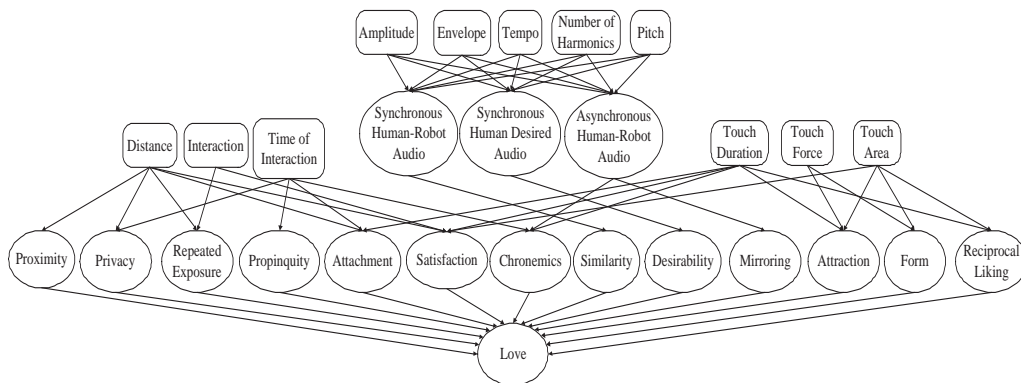 Amplitude
Envelope
Tempo
Number of
Harmonics
Pitch
Synchronous
Human-Robot
Audio
Synchronous
Human Desired
Audio
Asynchronous
Human-Robot
Audio
Distance
Interaction
Time of
Interaction
Touch
Duration
Touch
Force
Touch
Area
Proximity
Privacy
Repeated
Exposure
Propinquity
Attachment
Satisfaction
Chronemics
Similarity
Desirability
Mirroring
Attraction
Form
Reciprocal
Liking
Love